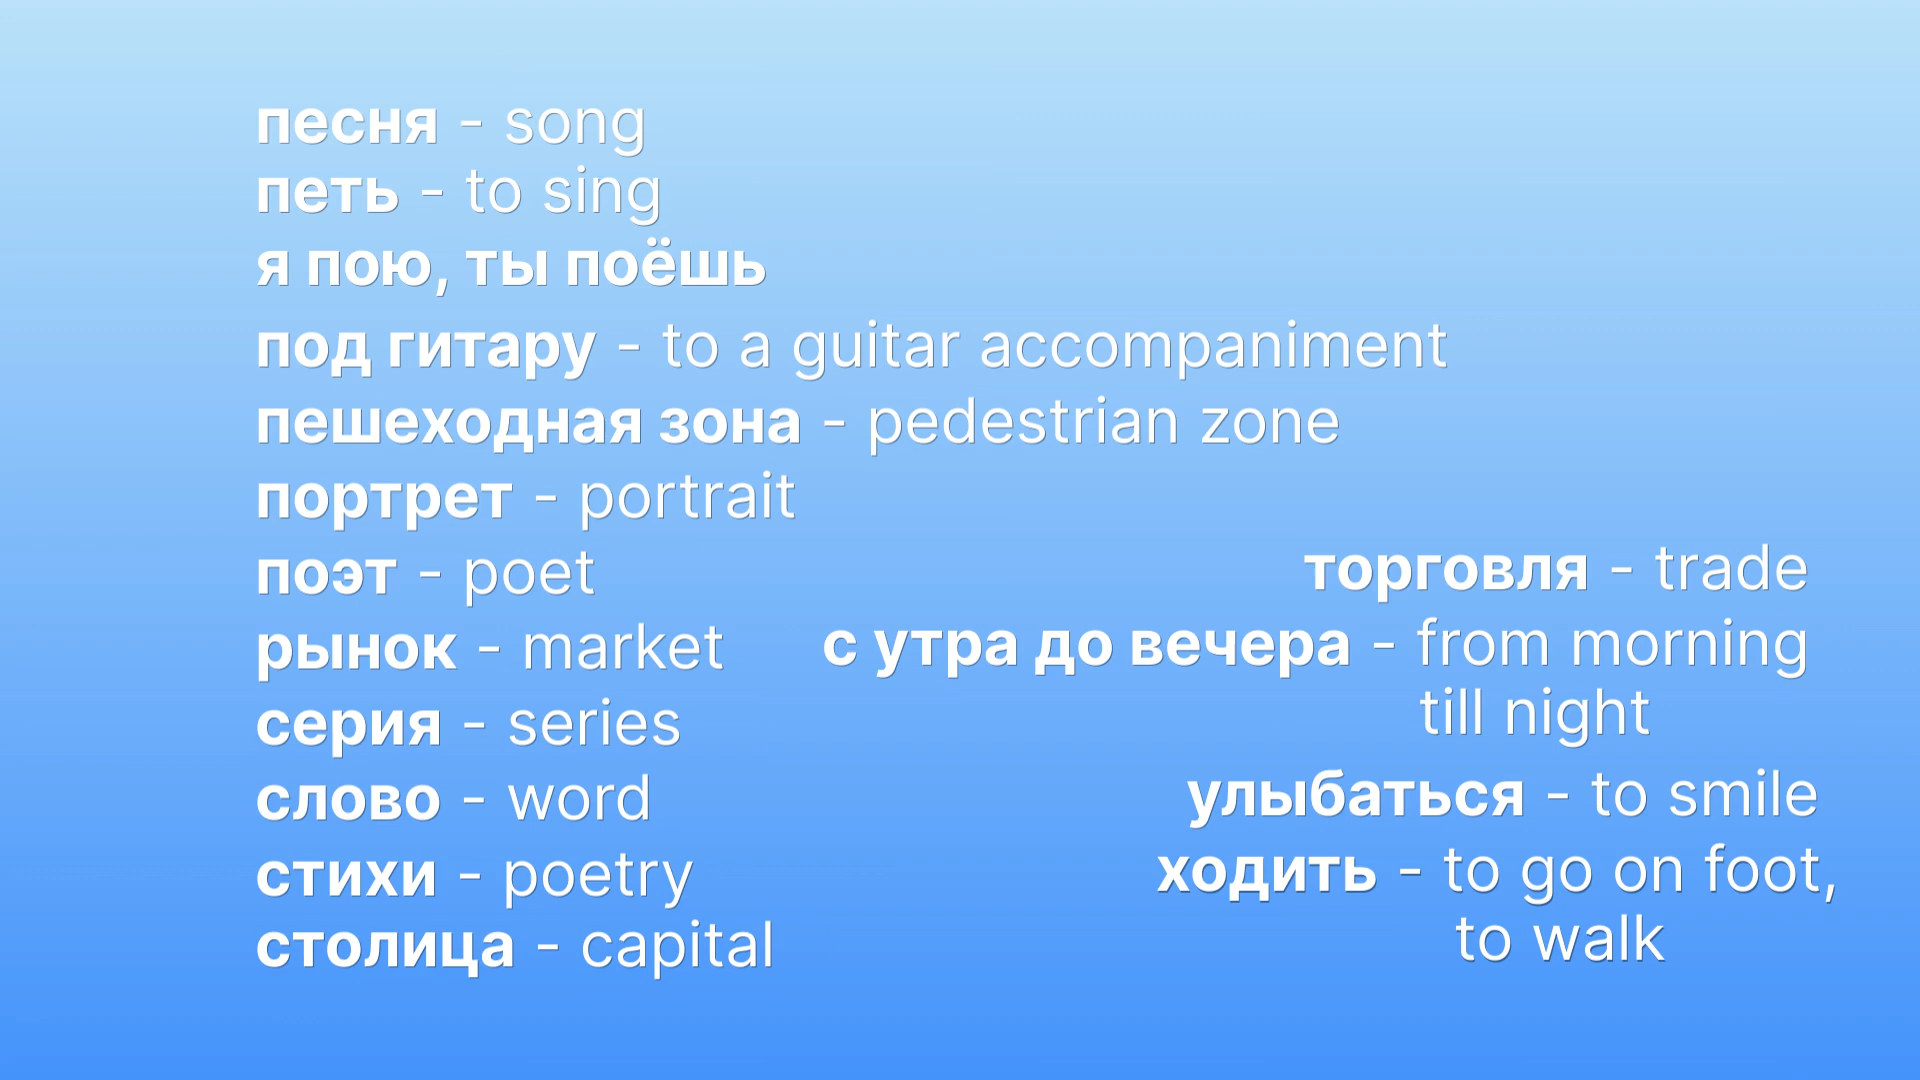 песня - song
петь - to sing
я пою, ты поёшь
под гитару - to a guitar accompaniment
пешеходная зона - pedestrian zone
портрет - portrait
поэт - poet
рынок - market
серия - series
слово - word
стихи - poetry
столица - capital
торговля - trade
с утра до вечера - from morning
till night
улыбаться - to smile
ходить - to go on foot,
to walk